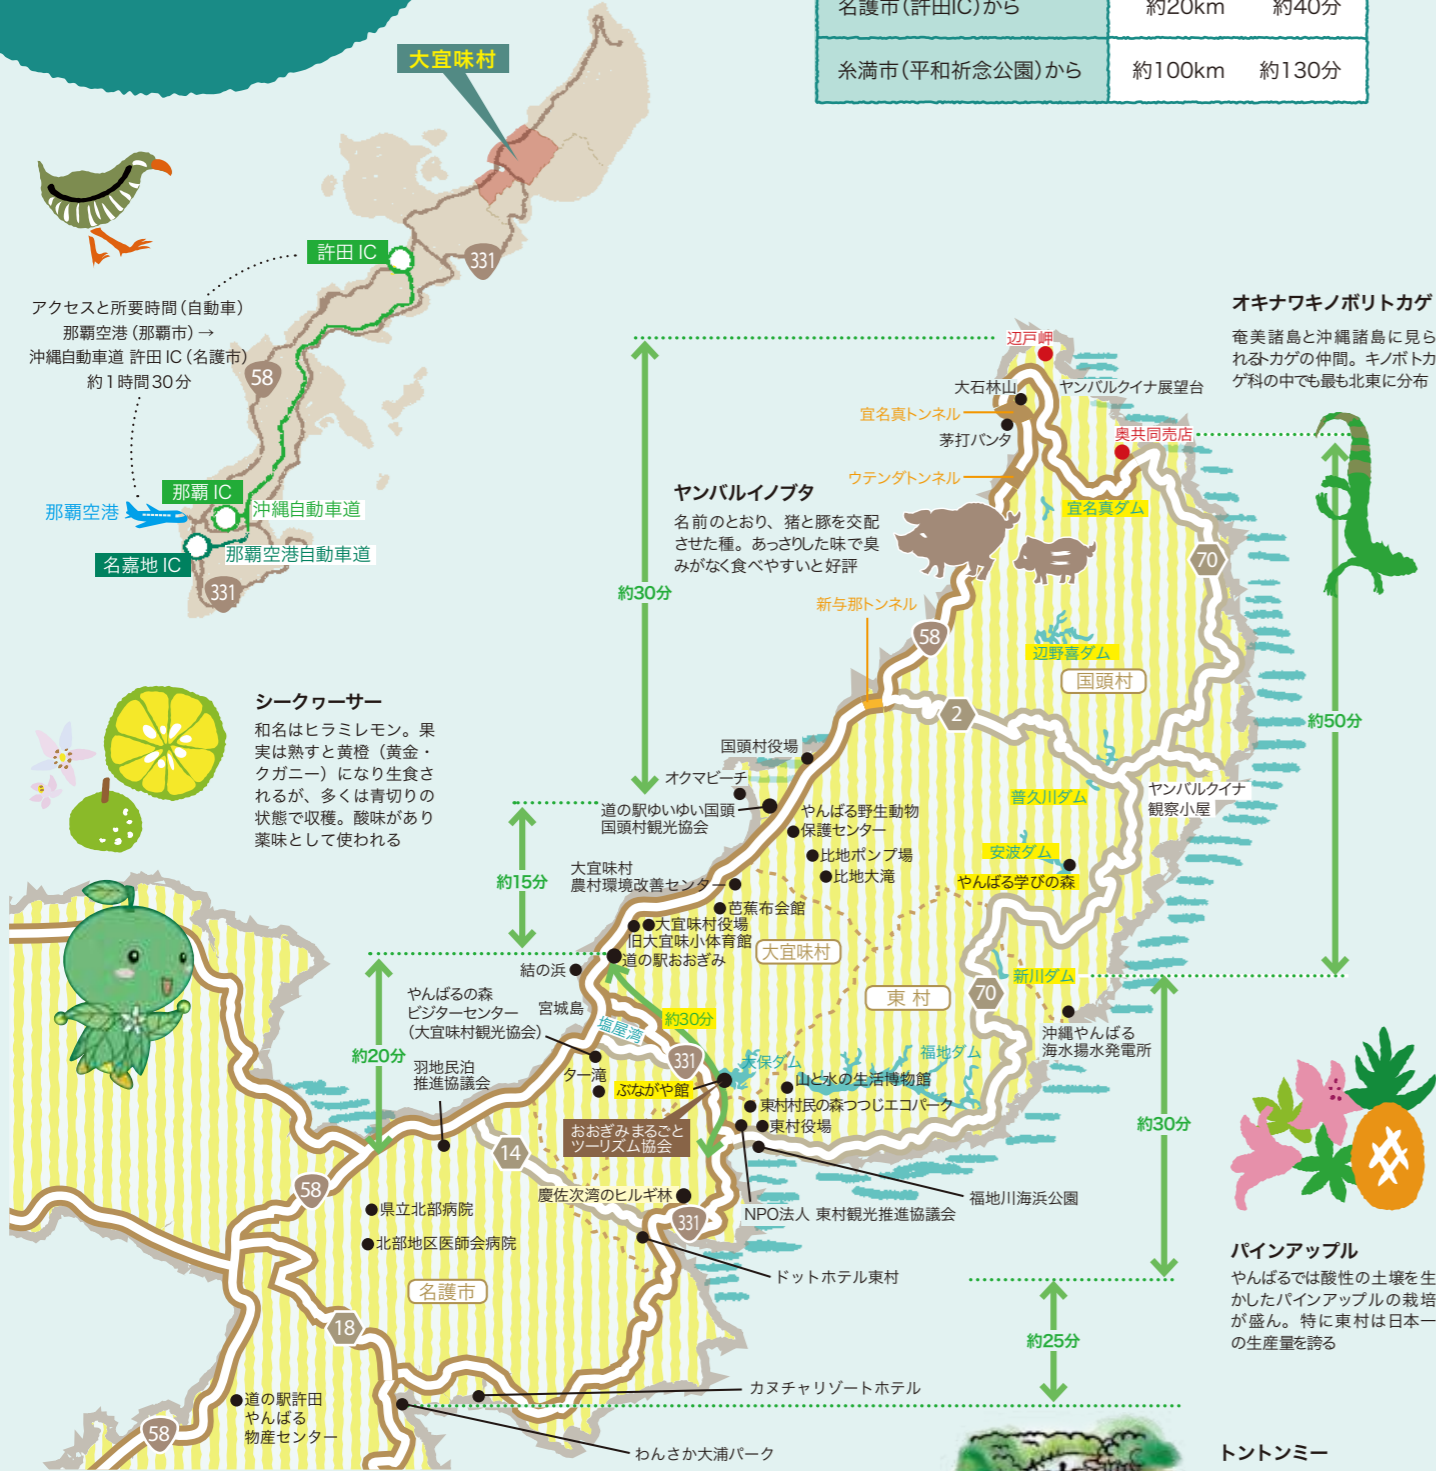 名護市(許田IC)から 約20km 約40分
糸満市(平和祈念公園)から 約100km 約130分
大宜味村
許田 IC
331
アクセスと所要時間(自動車)
那覇空港(那覇市)→
沖縄自動車道 許田 IC(名護市)
約1時間30分
58
那覇 IC
那覇空港
沖縄自動車道
名嘉地 IC
那覇空港自動車道
331
オキナワキノボリトカゲ
奄美諸島と沖縄諸島に見ら
れるトカゲの仲間。キノボトカ
ゲ科の中でも最も北東に分布
辺戸岬
大石林山
ヤンバルクイナ展望台
宜名真トンネル
茅打バンタ
奥共同売店
ウテンダトンネル
宜名真ダム
ヤンバルイノブタ
名前のとおり、猪と豚を交配
させた種。あっさりした味で臭
みがなく食べやすいと好評
70
約30分
新与那トンネル
58
辺野喜ダム
国頭村
2
約50分
シークヮーサー
和名はヒラミレモン。果
実は熟すと黄橙(黄金・
クガニー)になり生食さ
れるが、多くは青切りの
状態で収穫。酸味があり
薬味として使われる
国頭村役場
オクマビーチ
道の駅ゆいゆい国頭
国頭村観光協会
やんばる野生動物
保護センター
比地ポンプ場
比地大滝
普久川ダム
ヤンバルクイナ
観察小屋
安波ダム
やんばる学びの森
約15分
大宜味村
農村環境改善センター
芭蕉布会館
大宜味村役場
旧大宜味小体育館
道の駅おおぎみ
大宜味村
結の浜
宮城島
東 村
70
新川ダム
沖縄やんばる
海水揚水発電所
やんばるの森
ビジターセンター
(大宜味村観光協会)
塩屋湾
約30分
331
約20分
羽地民泊
推進協議会
ター滝
ぶながや館
大保ダム
福地ダム
山と水の生活博物館
東村村民の森つつじエコパーク
東村役場
おおぎみまるごと
ツーリズム協会
14
約30分
58
慶佐次湾のヒルギ林
331
福地川海浜公園
NPO法人 東村観光推進協議会
県立北部病院
北部地区医師会病院
ドットホテル東村
名護市
18
約25分
パインアップル
やんばるでは酸性の土壌を生
かしたパインアップルの栽培
が盛ん。特に東村は日本一
の生産量を誇る
カヌチャリゾートホテル
道の駅許田
やんばる
物産センター
58
わんさか大浦パーク
トントンミー